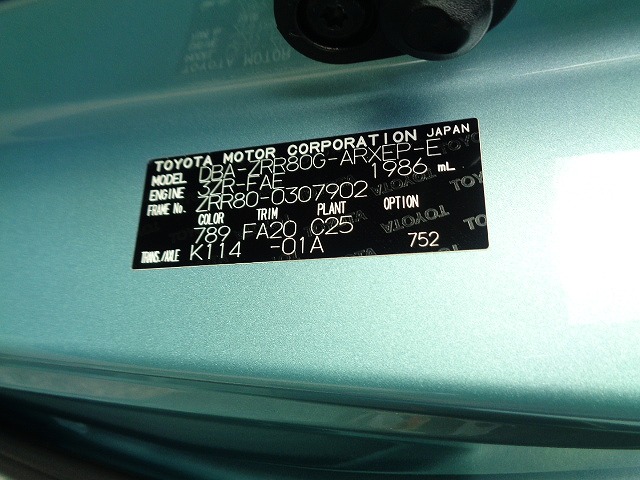 TOYOTA MOTOR CORPORATION JAPAN
MODEL DBA-ZRR80G-ARXEP-E
ENGINE 3ZR-FAE 1986 mL
FRAME No. ZRR80-0307902
COLOR TRIM PLANT OPTION
789 FA20 C25
TRANS./AXLE K114 -01A 752